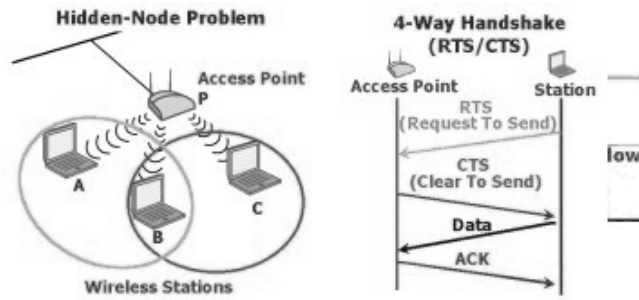 Hidden-Node Problem
Access Point
P
A
B
C
Wireless Stations
4-Way Handshake
(RTS/CTS)
Access Point
Station
RTS
(Request To Send)
CTS
(Clear To Send)
Data
ACK
low